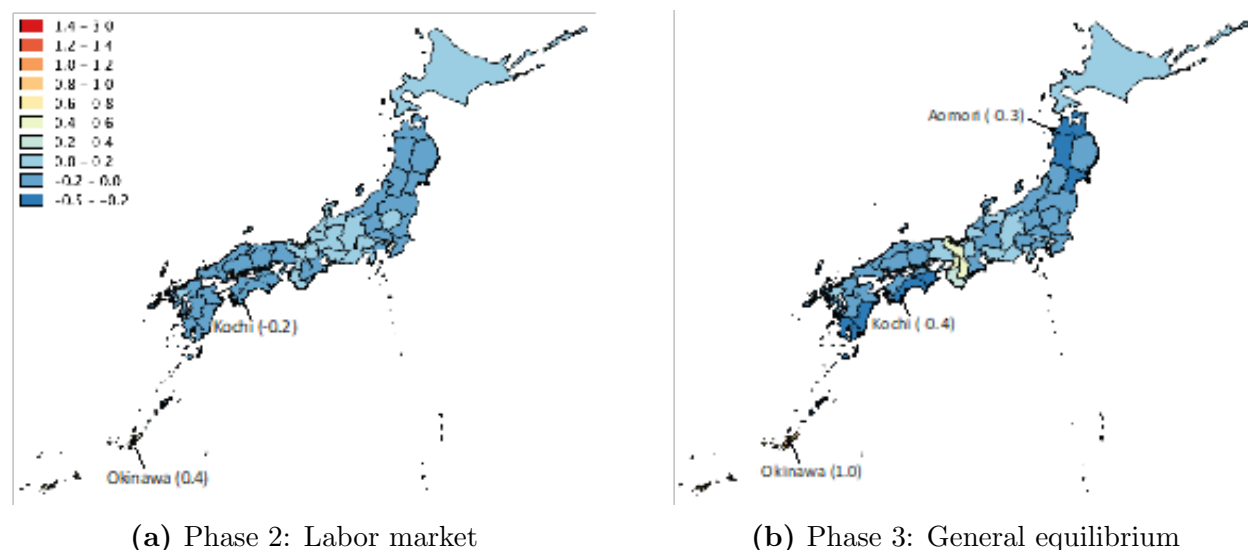 1.4 – 3.0
1.2 – 1.4
1.0 – 1.2
0.8 – 1.0
0.6 – 0.8
0.4 – 0.6
0.2 – 0.4
0.0 – 0.2
-0.2 – 0.0
-0.5 – -0.2
Kochi (-0.2)
Okinawa (0.4)
(a) Phase 2: Labor market
Aomori (-0.3)
Kochi (-0.4)
Okinawa (1.0)
(b) Phase 3: General equilibrium